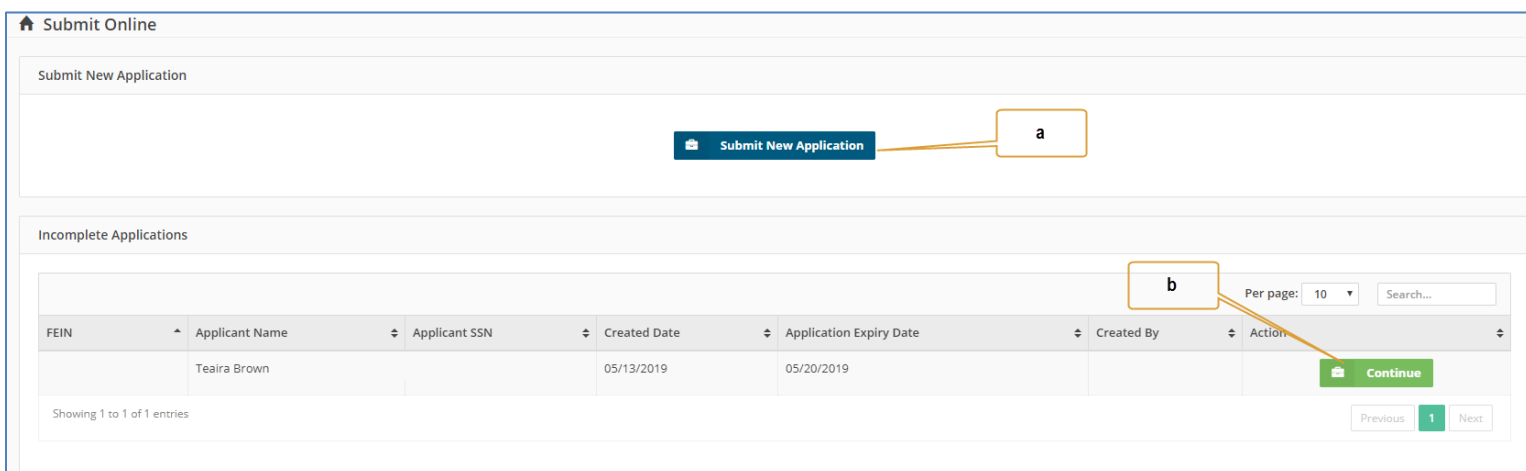 Submit Online
Submit New Application
Submit New Application
a
Incomplete Applications
b
Per page: 10 Search...
FEIN Applicant Name Applicant SSN Created Date Application Expiry Date Created By Action
Teaira Brown 05/13/2019 05/20/2019 Continue
Showing 1 to 1 of 1 entries Previous 1 Next